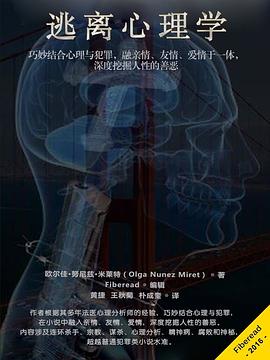 逃离心理学
巧妙结合心理与犯罪，融亲情、友情、爱情于一体，
深度挖掘人性的善恶
欧尔佳·努尼兹·米莱特（Olga Nunez Miret）◎ 著
Fiberead ◎ 编辑
黄捷 王秋菊 朴成奎 ◎ 译
作者根据其多年法医心理分析师的经验，巧妙结合心理与犯罪，
在小说中融入亲情、友情、爱情，深度挖掘人性的善恶。
内容涉及连环杀手、宗教、谋杀、心理分析、精神病、腐败和神秘，
超越普通犯罪类小说术难。
Fiberead
- 2016